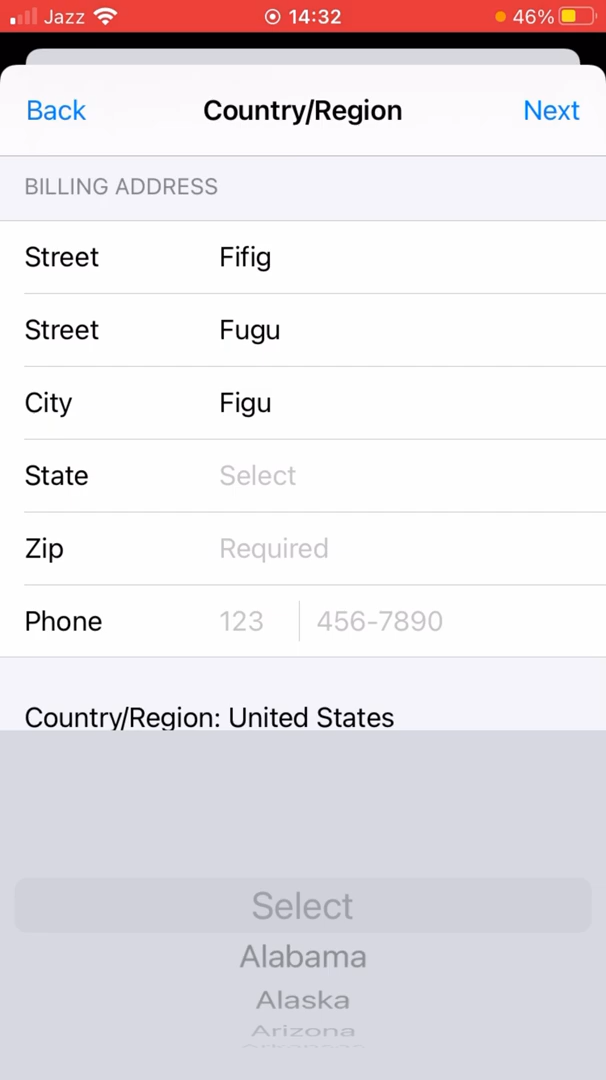 Jazz 14:32 46%
Back Country/Region Next
BILLING ADDRESS
Street Fifig
Street Fugu
City Figu
State Select
Zip Required
Phone 123 456-7890
Country/Region: United States
Select
Alabama
Alaska
Arizona
Arkansas